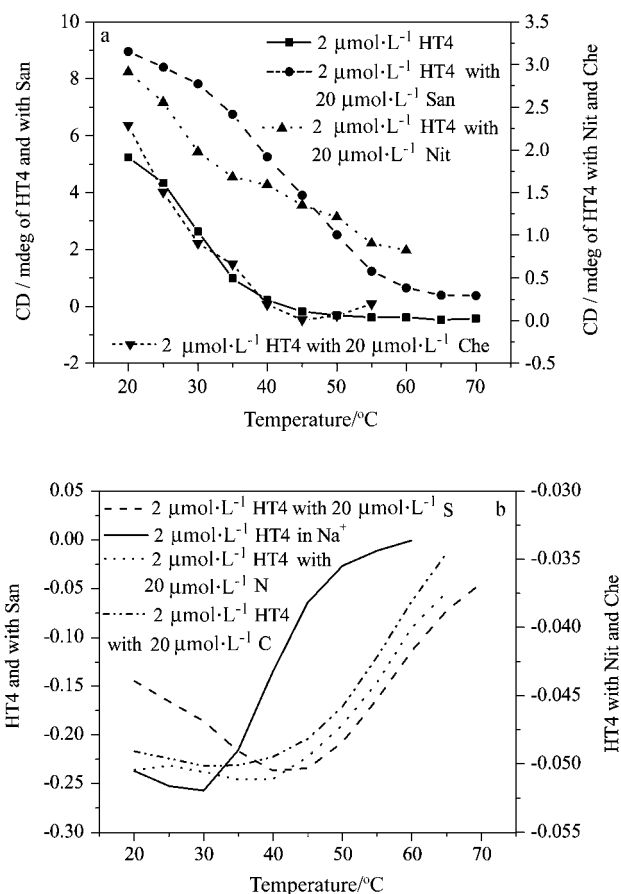 a
2 μmol·L⁻¹ HT4
2 μmol·L⁻¹ HT4 with
20 μmol·L⁻¹ San
2 μmol·L⁻¹ HT4 with
20 μmol·L⁻¹ Nit
2 μmol·L⁻¹ HT4 with 20 μmol·L⁻¹ Che
10
8
6
4
2
0
-2
CD / mdeg of HT4 and with San
3.5
3.0
2.5
2.0
1.5
1.0
0.5
0.0
-0.5
CD / mdeg of HT4 with Nit and Che
20 30 40 50 60 70
Temperature/°C
2 μmol·L⁻¹ HT4 with 20 μmol·L⁻¹ S
b
2 μmol·L⁻¹ HT4 in Na⁺
2 μmol·L⁻¹ HT4 with
20 μmol·L⁻¹ N
2 μmol·L⁻¹ HT4
with 20 μmol·L⁻¹ C
0.05
0.00
-0.05
-0.10
-0.15
-0.20
-0.25
-0.30
HT4 and with San
-0.030
-0.035
-0.040
-0.045
-0.050
-0.055
HT4 with Nit and Che
20 30 40 50 60 70
Temperature/°C